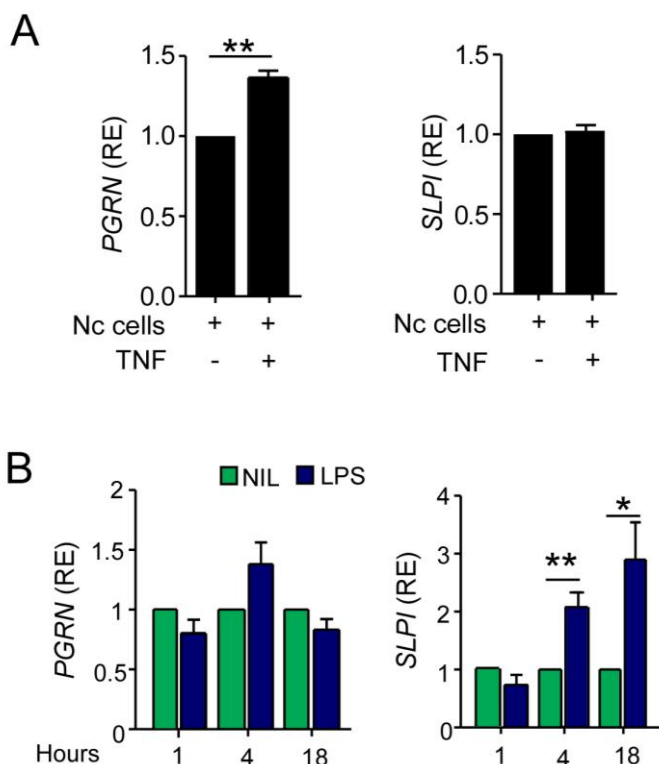 A
PGRN (RE)
1.5
1.0
0.5
0.0
**
Nc cells + +
TNF - +
SLPI (RE)
1.5
1.0
0.5
0.0
Nc cells + +
TNF - +
B
NIL LPS
PGRN (RE)
2
1.5
1
0.5
0
Hours 1 4 18
SLPI (RE)
4
3
2
1
0
**
*
1 4 18